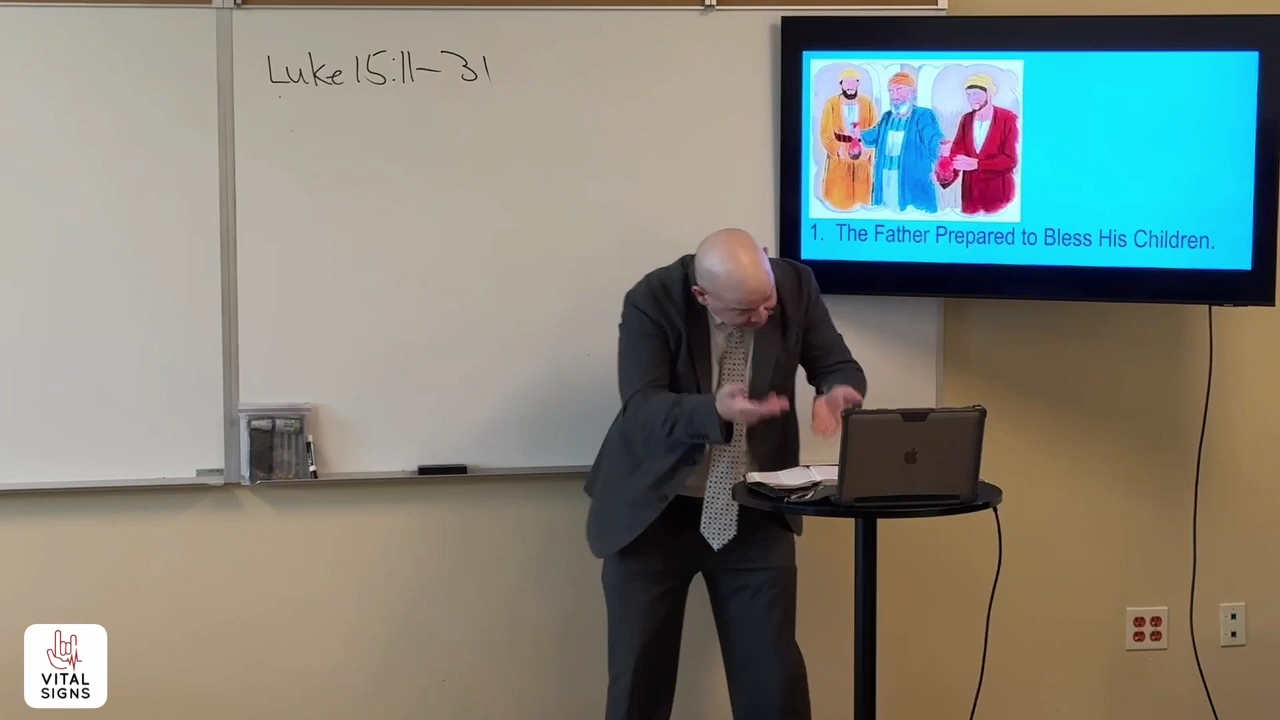 Luke 15:11-31
1. The Father Prepared to Bless His Children.
VITAL
SIGNS